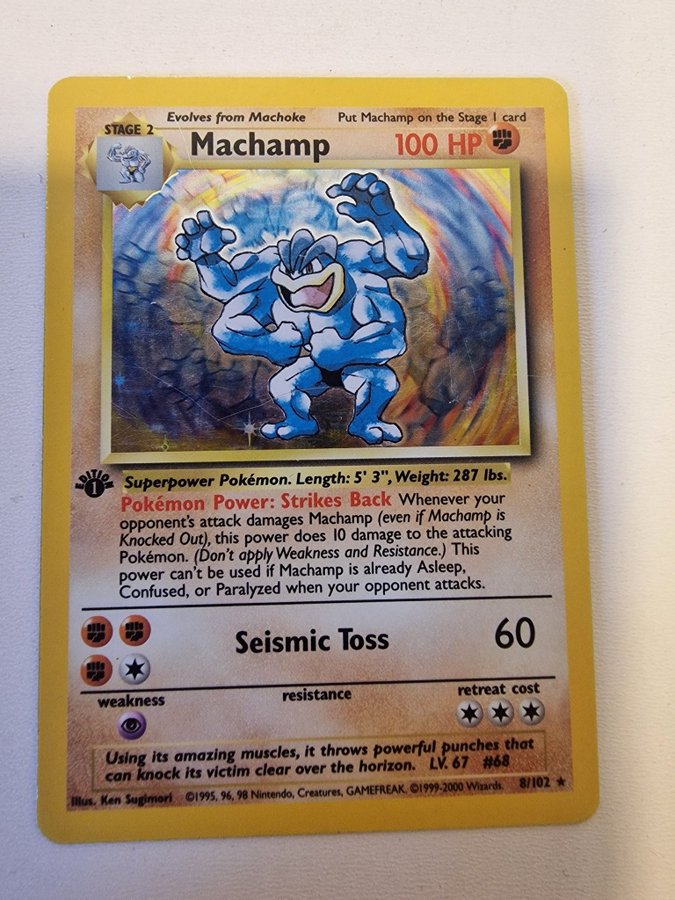 Evolves from Machoke Put Machamp on the Stage 1 card
STAGE 2
Machamp 100 HP
EDITION 1
Superpower Pokémon. Length: 5' 3", Weight: 287 lbs.
Pokémon Power: Strikes Back Whenever your
opponent's attack damages Machamp (even if Machamp is
Knocked Out), this power does 10 damage to the attacking
Pokémon. (Don't apply Weakness and Resistance.) This
power can't be used if Machamp is already Asleep,
Confused, or Paralyzed when your opponent attacks.
Seismic Toss 60
weakness resistance retreat cost
Using its amazing muscles, it throws powerful punches that
can knock its victim clear over the horizon. LV. 67 #68
Illus. Ken Sugimori ©1995, 96, 98 Nintendo, Creatures, GAMEFREAK. ©1999-2000 Wizards. 8/102 ★